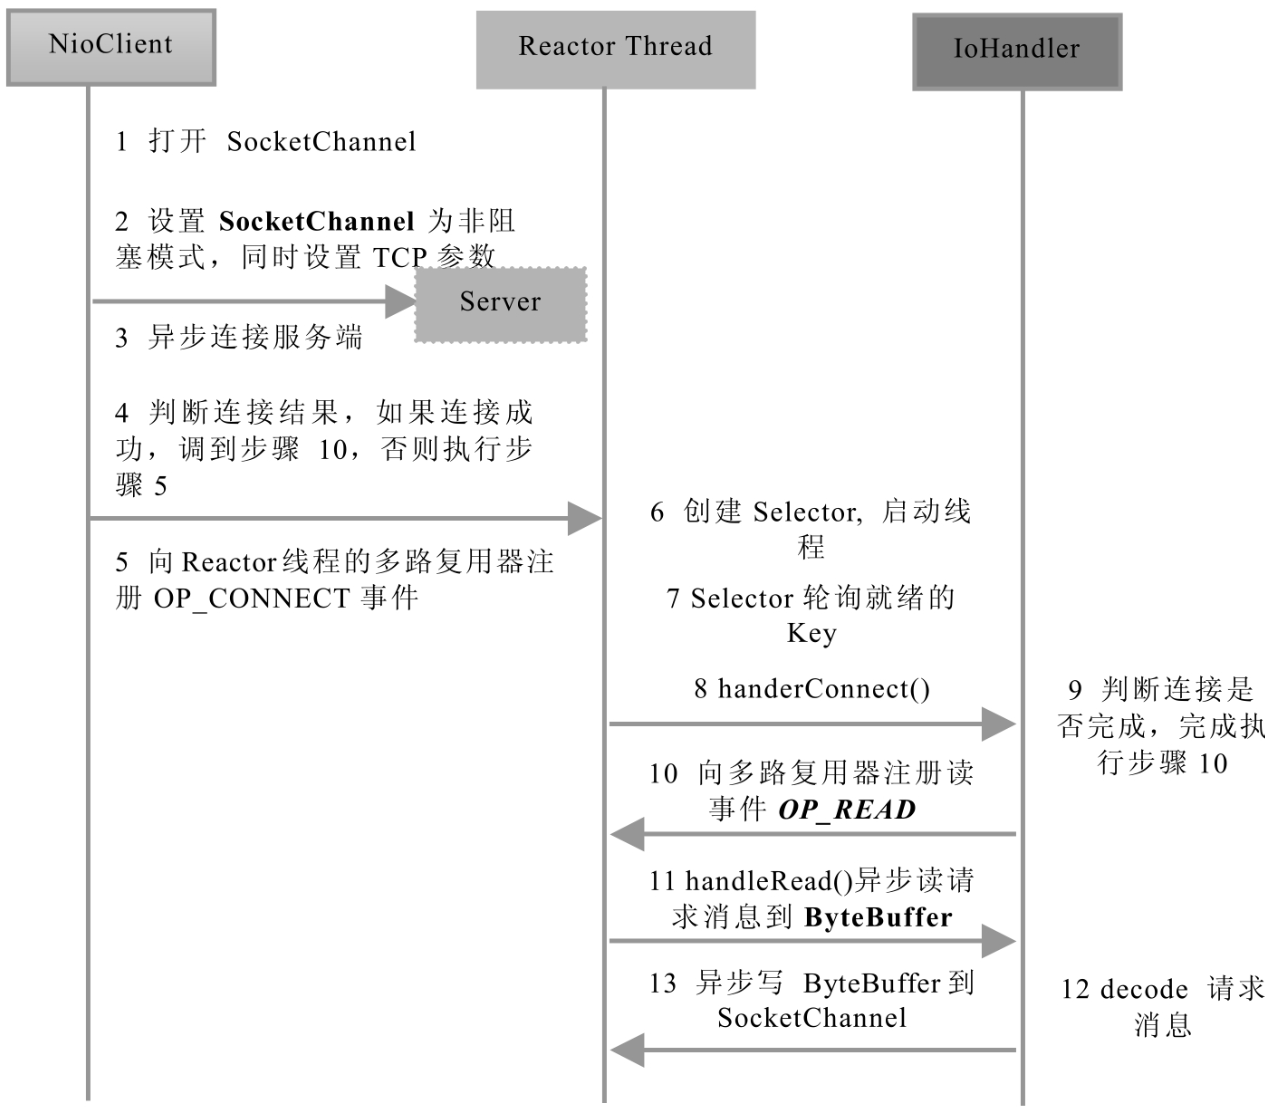 NioClient
Reactor Thread
IoHandler
1 打开 SocketChannel
2 设置 SocketChannel 为非阻
塞模式，同时设置 TCP 参数
Server
3 异步连接服务端
4 判断连接结果，如果连接成
功，调到步骤 10，否则执行步
骤 5
5 向 Reactor 线程的多路复用器注
册 OP_CONNECT 事件
6 创建 Selector, 启动线
程
7 Selector 轮询就绪的
Key
8 handerConnect()
9 判断连接是
否完成，完成执
行步骤 10
10 向多路复用器注册读
事件 OP_READ
11 handleRead()异步读请
求消息到 ByteBuffer
12 decode 请求
消息
13 异步写 ByteBuffer 到
SocketChannel